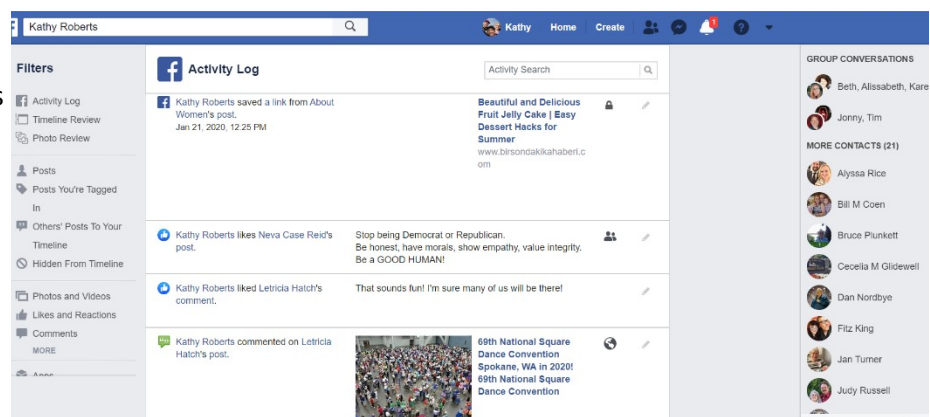 Kathy Roberts
Kathy
Home
Create
1
Filters
Activity Log
Timeline Review
Photo Review
Posts
Posts You're Tagged
In
Others' Posts To Your
Timeline
Hidden From Timeline
Photos and Videos
Likes and Reactions
Comments
MORE
Activity Log
Activity Search
Kathy Roberts saved a link from About
Women's post.
Jan 21, 2020, 12:25 PM
Beautiful and Delicious
Fruit Jelly Cake | Easy
Dessert Hacks for
Summer
www.birsondakikahaberi.c
om
Kathy Roberts likes Neva Case Reid's
post.
Stop being Democrat or Republican.
Be honest, have morals, show empathy, value integrity.
Be a GOOD HUMAN!
Kathy Roberts liked Letricia Hatch's
comment.
That sounds fun! I'm sure many of us will be there!
Kathy Roberts commented on Letricia
Hatch's post.
69th National Square
Dance Convention
Spokane, WA in 2020!
69th National Square
Dance Convention
GROUP CONVERSATIONS
Beth, Alissabeth, Kare
Jonny, Tim
MORE CONTACTS (21)
Alyssa Rice
Bill M Coen
Bruce Plunkett
Cecelia M Glidewell
Dan Nordbye
Fitz King
Jan Turner
Judy Russell